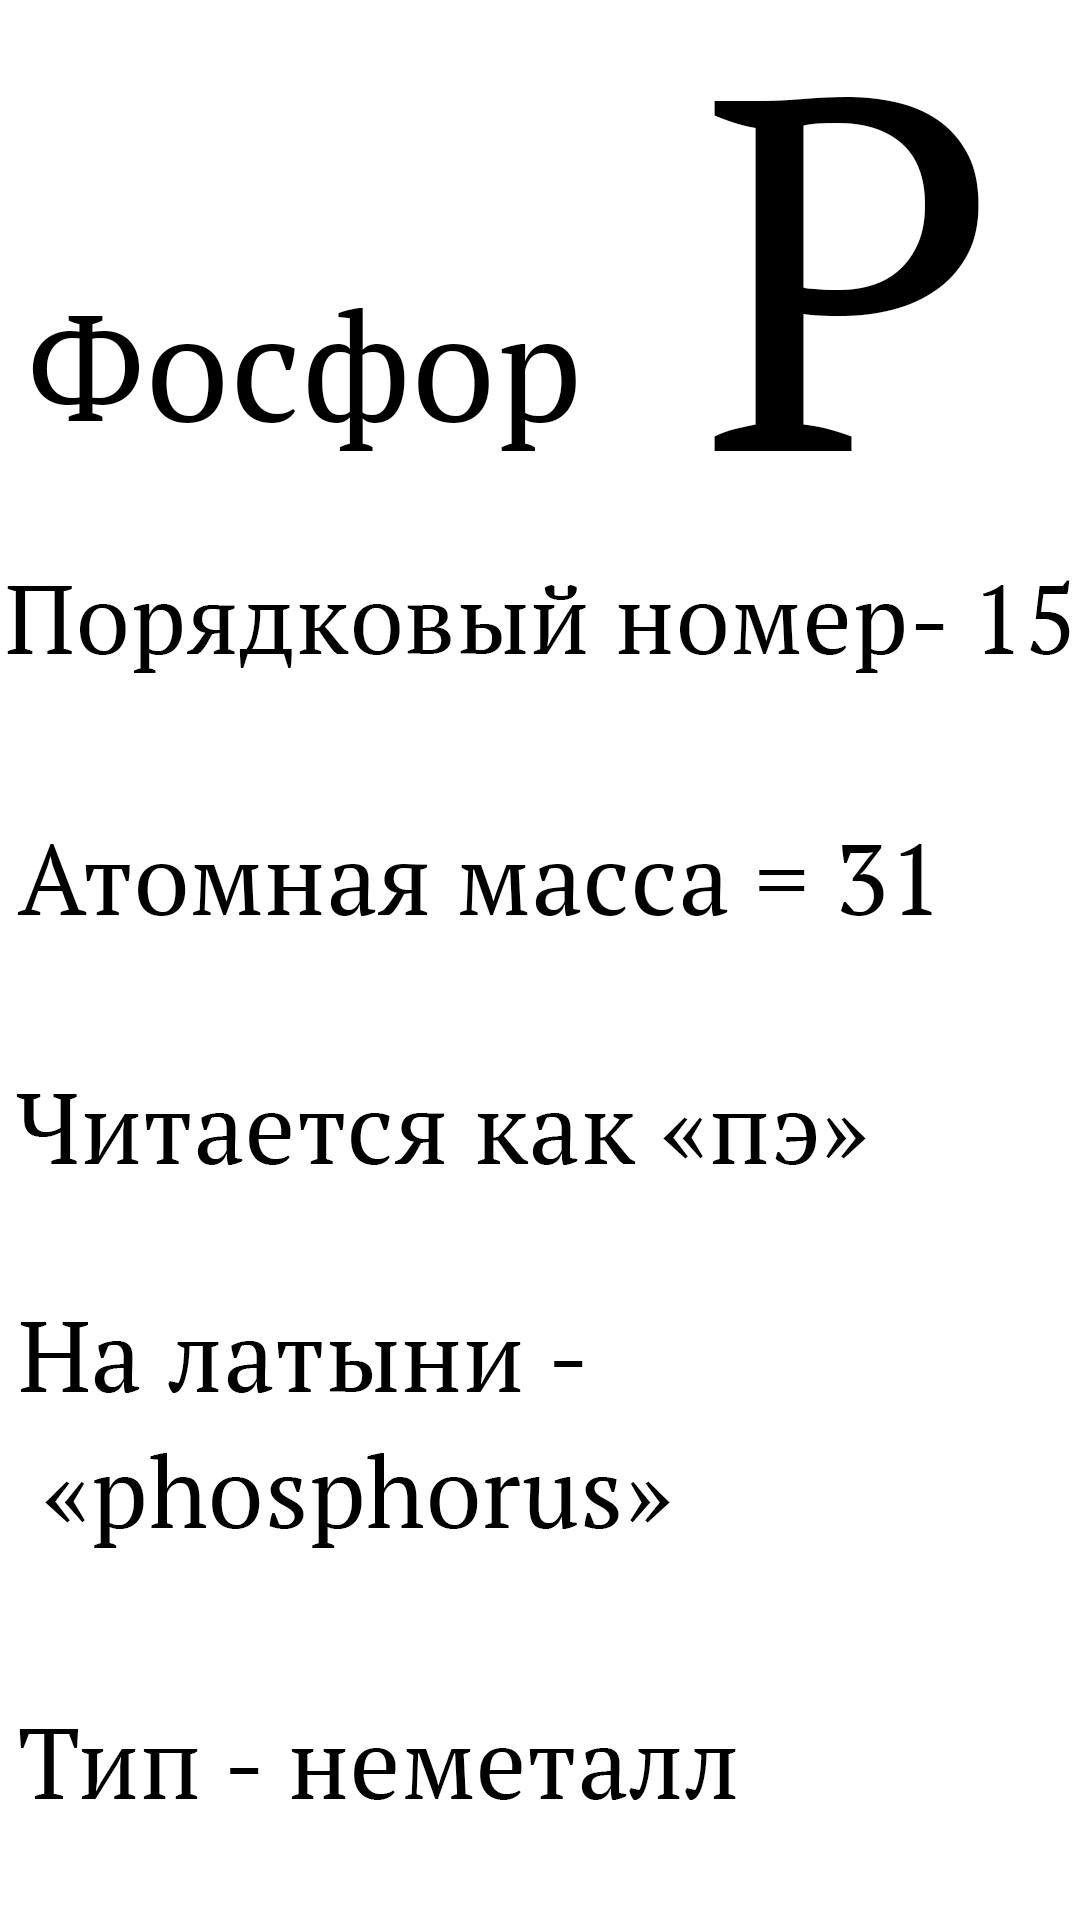 Фосфор P
Порядковый номер- 15
Атомная масса = 31
Читается как «пэ»
На латыни -
«phosphorus»
Тип - неметалл